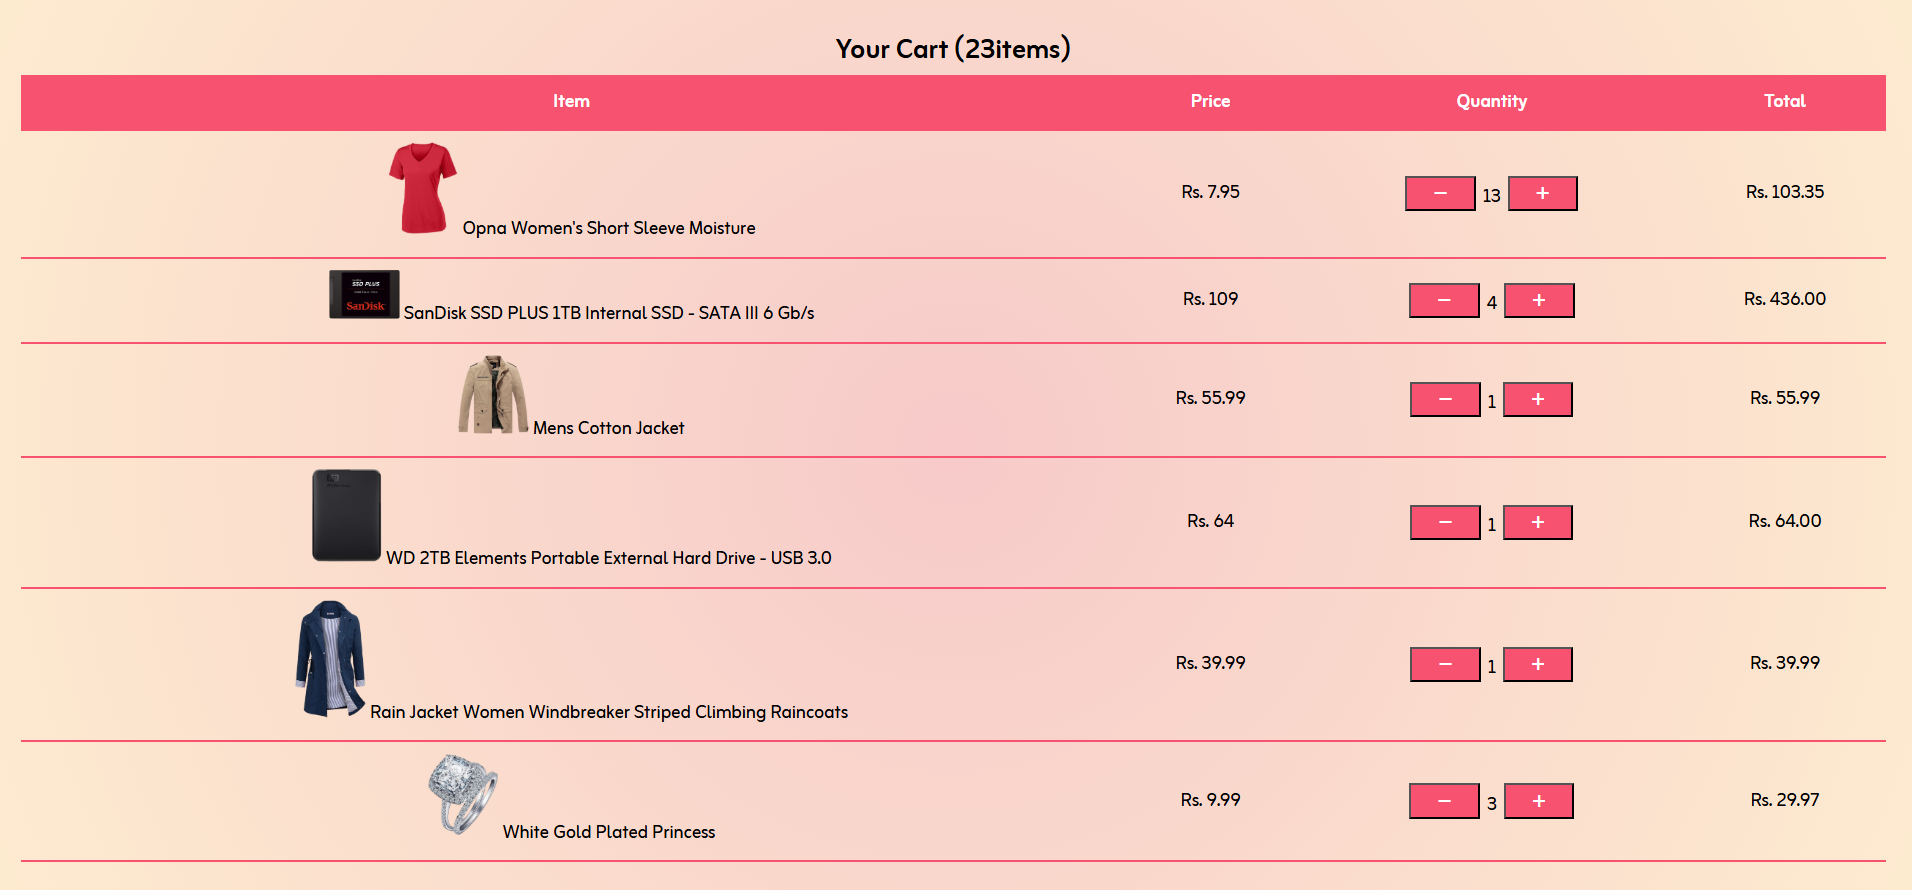 Your Cart (23items)
Item Price Quantity Total
Opna Women's Short Sleeve Moisture Rs. 7.95 − 13 + Rs. 103.35
SSD PLUS
SanDisk
SanDisk SSD PLUS 1TB Internal SSD - SATA III 6 Gb/s Rs. 109 − 4 + Rs. 436.00
Mens Cotton Jacket Rs. 55.99 − 1 + Rs. 55.99
WD 2TB Elements Portable External Hard Drive - USB 3.0 Rs. 64 − 1 + Rs. 64.00
Rain Jacket Women Windbreaker Striped Climbing Raincoats Rs. 39.99 − 1 + Rs. 39.99
White Gold Plated Princess Rs. 9.99 − 3 + Rs. 29.97